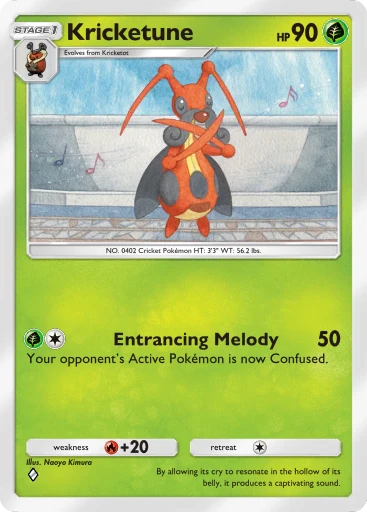 STAGE 1
Kricketune
HP 90
Evolves from Kricketot
NO. 0402 Cricket Pokémon HT: 3'3" WT: 56.2 lbs.
Entrancing Melody 50
Your opponent's Active Pokémon is now Confused.
weakness +20 retreat
Illus. Naoyo Kimura
By allowing its cry to resonate in the hollow of its
belly, it produces a captivating sound.